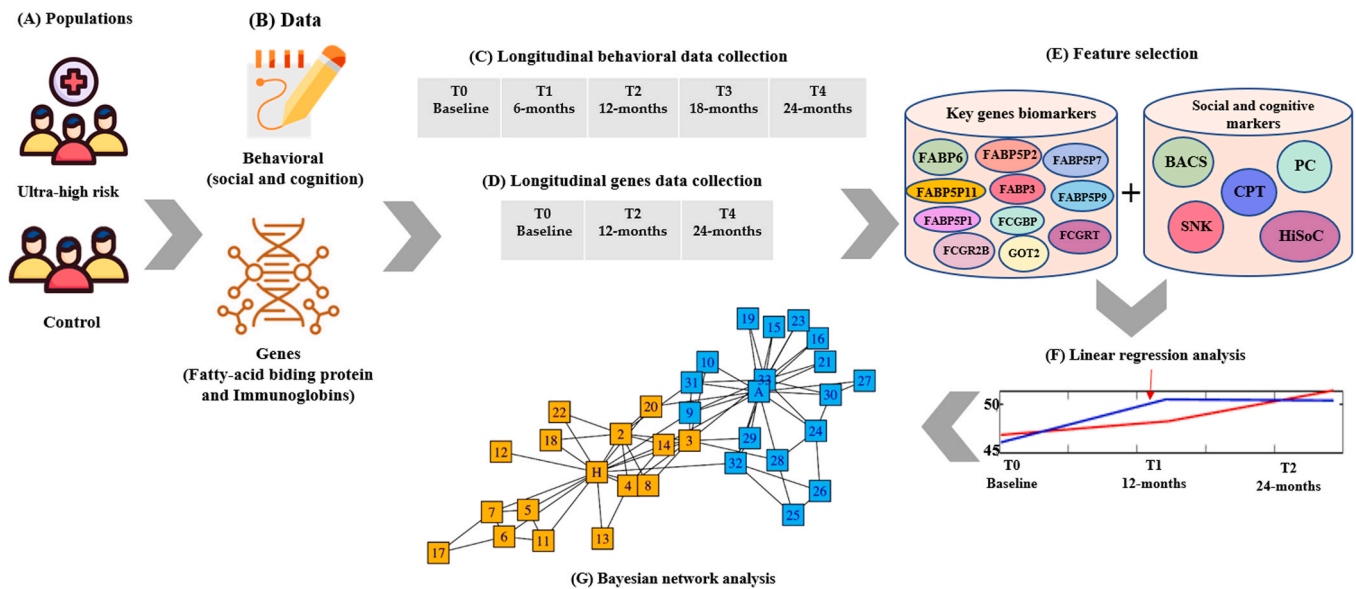 (A) Populations
Ultra-high risk
Control
(B) Data
Behavioral
(social and cognition)
Genes
(Fatty-acid biding protein
and Immunoglobins)
(C) Longitudinal behavioral data collection
T0 T1 T2 T3 T4
Baseline 6-months 12-months 18-months 24-months
(D) Longitudinal genes data collection
T0 T2 T4
Baseline 12-months 24-months
(E) Feature selection
Key genes biomarkers
FABP6 FABP5P2 FABP5P7
FABP5P11 FABP3 FABP5P9
FABP5P1 FCGBP FCGRT
FCGR2B GOT2
+
Social and cognitive
markers
BACS PC
CPT
SNK HiSoC
(F) Linear regression analysis
50
45
T0 T1 T2
Baseline 12-months 24-months
19 15 23 16
10 21
31 33 27
A 30
20 9
22 24
2 14 3 29
18
12 28
32
H
4 8 26
7 5 25
6 11 13
17
(G) Bayesian network analysis